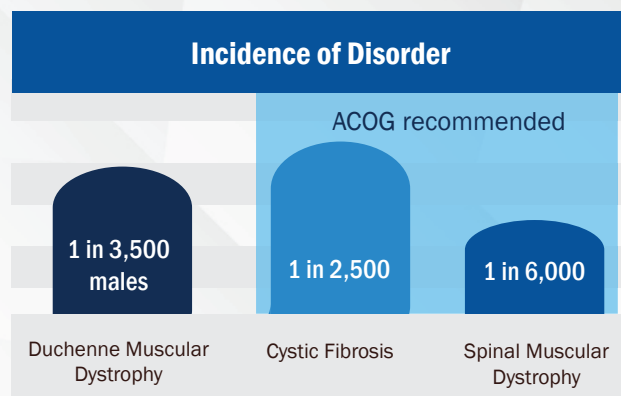 Incidence of Disorder
ACOG recommended
1 in 3,500
males
1 in 2,500
1 in 6,000
Duchenne Muscular
Dystrophy
Cystic Fibrosis
Spinal Muscular
Dystrophy